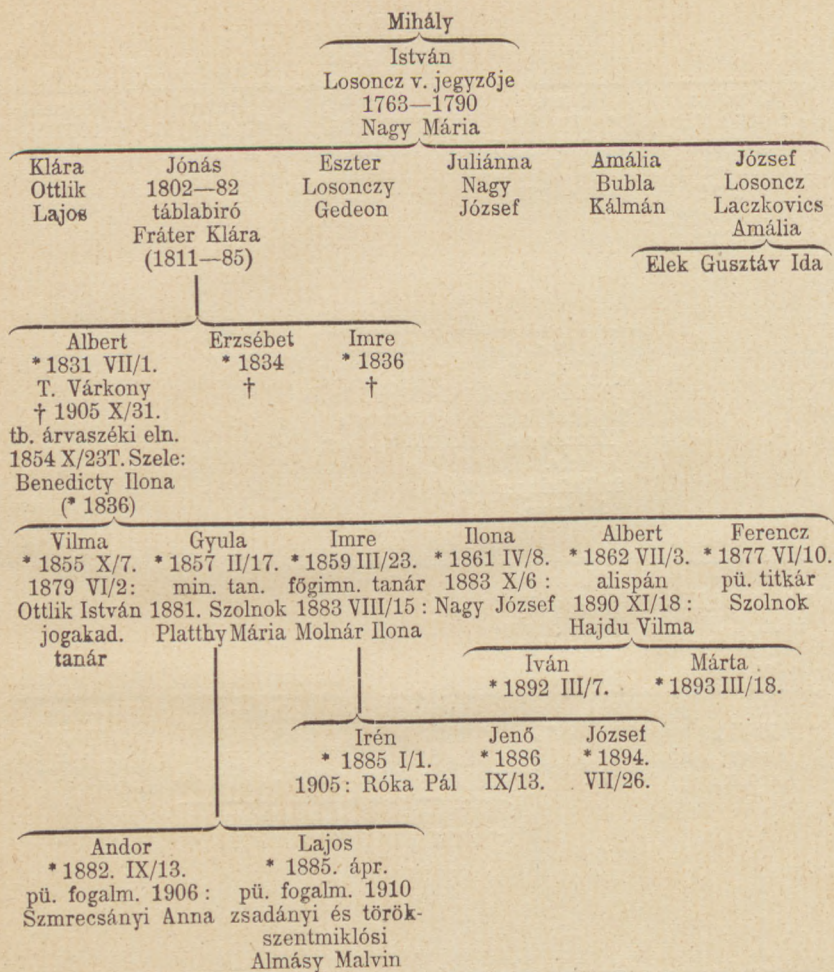 Mihály
István
Losoncz v. jegyzője
1763—1790
Nagy Mária
Klára Jónás Eszter Juliánna Amália József
Ottlik 1802—82 Losonczy Nagy Bubla Losoncz
Lajos táblabiró Gedeon József Kálmán Laczkovics
Fráter Klára Amália
(1811—85) Elek Gusztáv Ida
Albert Erzsébet Imre
* 1831 VII/1. * 1834 * 1836
T. Várkony † †
† 1905 X/31.
tb. árvaszéki eln.
1854 X/23T. Szele:
Benedicty Ilona
(* 1836)
Vilma Gyula Imre Ilona Albert Ferencz
* 1855 X/7. * 1857 II/17. * 1859 III/23. * 1861 IV/8. * 1862 VII/3. * 1877 VI/10.
1879 VI/2: min. tan. főgimn. tanár 1883 X/6 : alispán pü. titkár
Ottlik István 1881. Szolnok 1883 VIII/15 : Nagy József 1890 XI/18 : Szolnok
jogakad. Platthy Mária Molnár Ilona Hajdu Vilma
tanár
Iván Márta
* 1892 III/7. * 1893 III/18.
Irén Jenő József
* 1885 I/1. * 1886 * 1894.
1905: Róka Pál IX/13. VII/26.
Andor Lajos
* 1882. IX/13. * 1885. ápr.
pü. fogalm. 1906 : pü. fogalm. 1910
Szmrecsányi Anna zsadányi és török-
szentmiklósi
Almásy Malvin